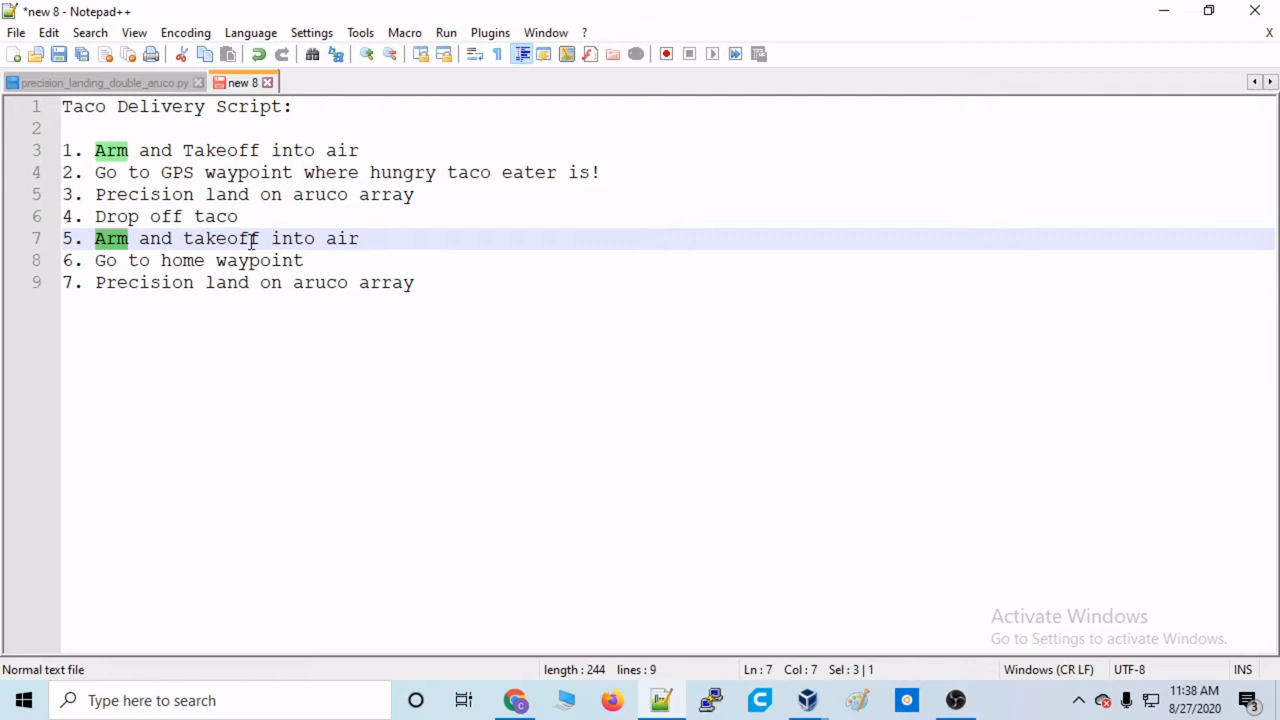 *new 8 - Notepad++
File Edit Search View Encoding Language Settings Tools Macro Run Plugins Window ? X
precision_landing_double_aruco.py new 8
1 Taco Delivery Script:
2
3 1. Arm and Takeoff into air
4 2. Go to GPS waypoint where hungry taco eater is!
5 3. Precision land on aruco array
6 4. Drop off taco
7 5. Arm and takeoff into air
8 6. Go to home waypoint
9 7. Precision land on aruco array
Activate Windows
Go to Settings to activate Windows.
Normal text file length : 244 lines : 9 Ln : 7 Col : 7 Sel : 3 | 1 Windows (CR LF) UTF-8 INS
Type here to search
11:38 AM
8/27/2020
3